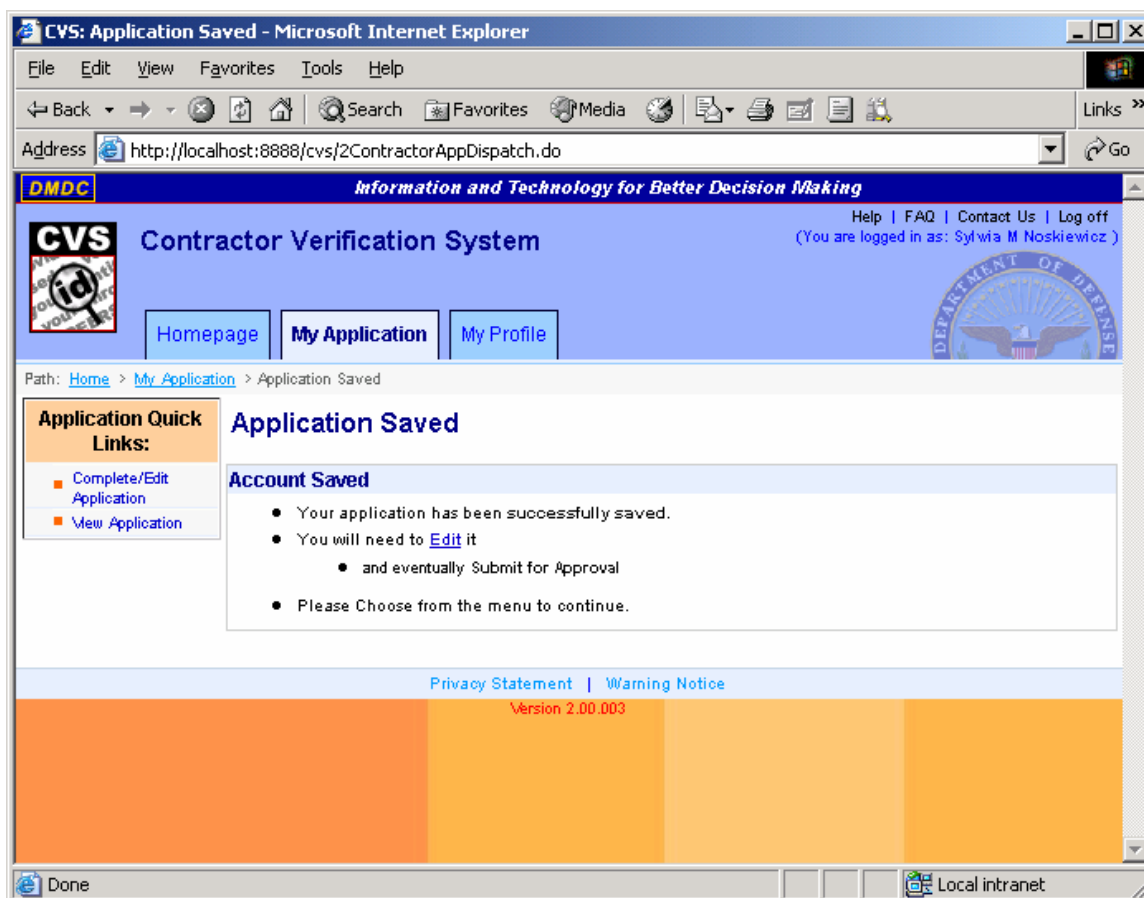 CVS: Application Saved - Microsoft Internet Explorer
File Edit View Favorites Tools Help
Back Search Favorites Media Links »
Address http://localhost:8888/cvs/2ContractorAppDispatch.do Go
DMDC Information and Technology for Better Decision Making
Help | FAQ | Contact Us | Log off
(You are logged in as: Sylwia M Noskiewicz )
CVS Contractor Verification System
id
DEPARTMENT OF DEFENSE
Homepage My Application My Profile
Path: Home > My Application > Application Saved
Application Quick
Links:
Complete/Edit
Application
View Application
Application Saved
Account Saved
Your application has been successfully saved.
You will need to Edit it
and eventually Submit for Approval
Please Choose from the menu to continue.
Privacy Statement | Warning Notice
Version 2.00.003
Done Local intranet